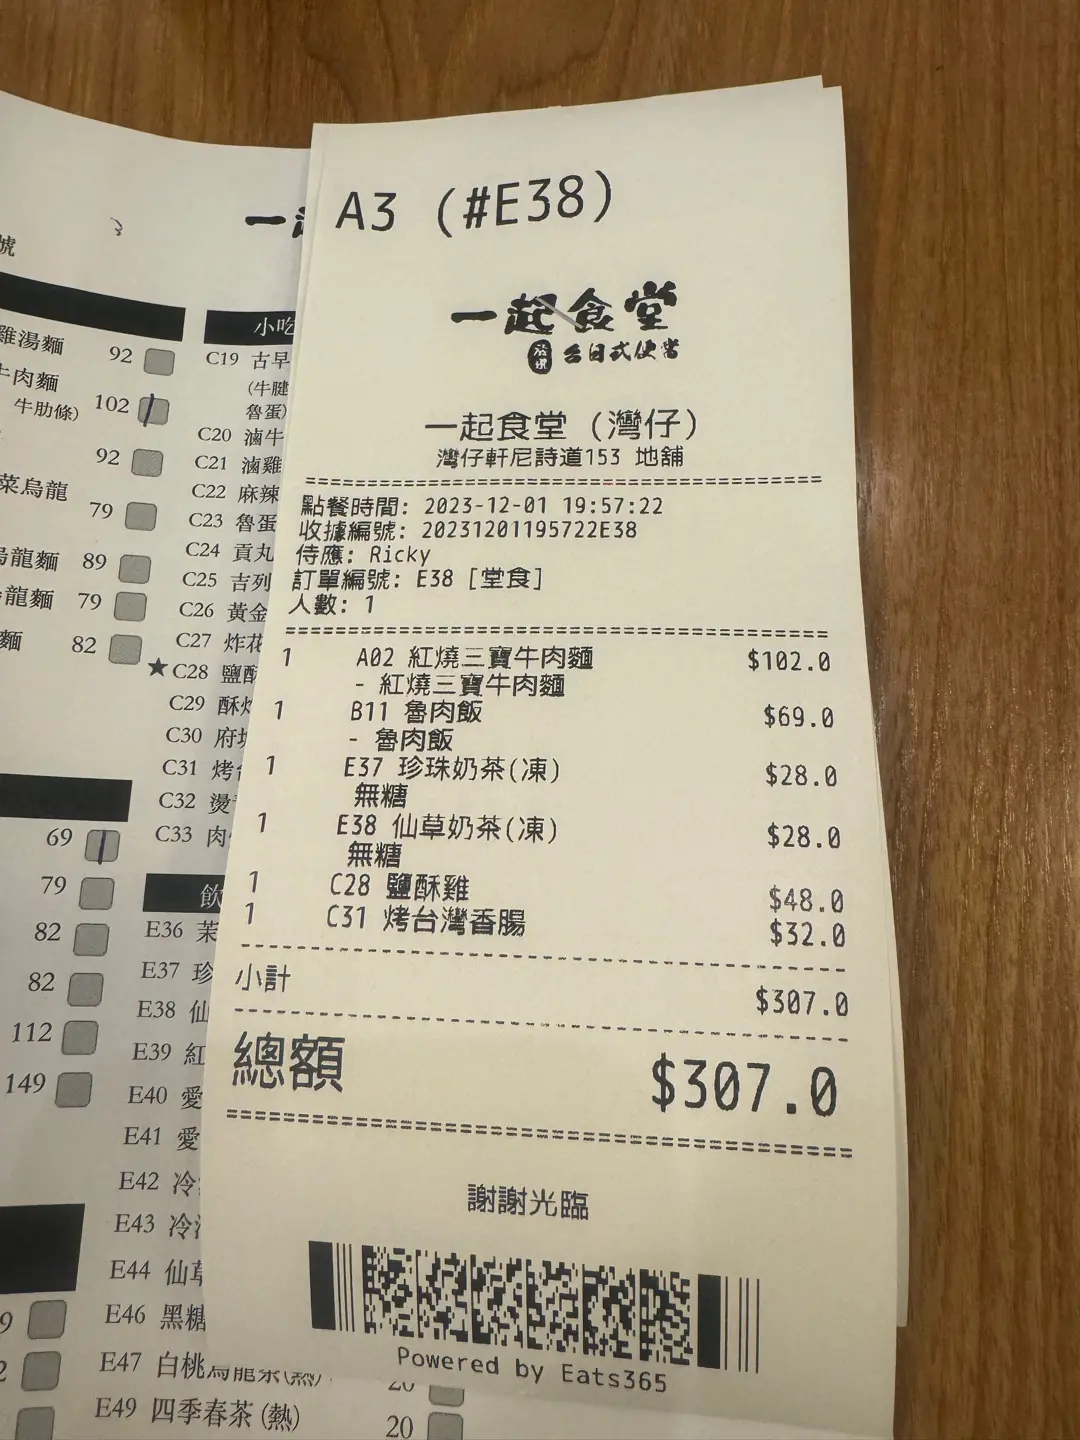 A3 (#E38)
一起食堂
台日式便當
一起食堂 (灣仔)
灣仔軒尼詩道153 地舖
點餐時間: 2023-12-01 19:57:22
收據編號: 20231201195722E38
侍應: Ricky
訂單編號: E38 [堂食]
人數: 1
1 A02 紅燒三寶牛肉麵 $102.0
- 紅燒三寶牛肉麵
1 B11 魯肉飯 $69.0
- 魯肉飯
1 E37 珍珠奶茶(凍) $28.0
無糖
1 E38 仙草奶茶(凍) $28.0
無糖
1 C28 鹽酥雞 $48.0
1 C31 烤台灣香腸 $32.0
小計 $307.0
總額 $307.0
謝謝光臨
Powered by Eats365
號
雞湯麵 92
牛肉麵 102
牛肋條)
92
菜烏龍
79
烏龍麵 89
烏龍麵 79
麵 82
69
79
82
82
112
149
一
小吃
C19 古早
(牛腱
魯蛋)
C20 滷牛
C21 滷雞
C22 麻辣
C23 魯蛋
C24 貢丸
C25 吉列
C26 黃金
C27 炸花
★C28 鹽酥
C29 酥炸
C30 府城
C31 烤台
C32 燙青
C33 肉
飲
E36 茉
E37 珍
E38 仙
E39 紅
E40 愛
E41 愛
E42 冷
E43 冷
E44 仙草
E46 黑糖
E47 白桃烏龍茶(熱) 20
E49 四季春茶(熱) 20